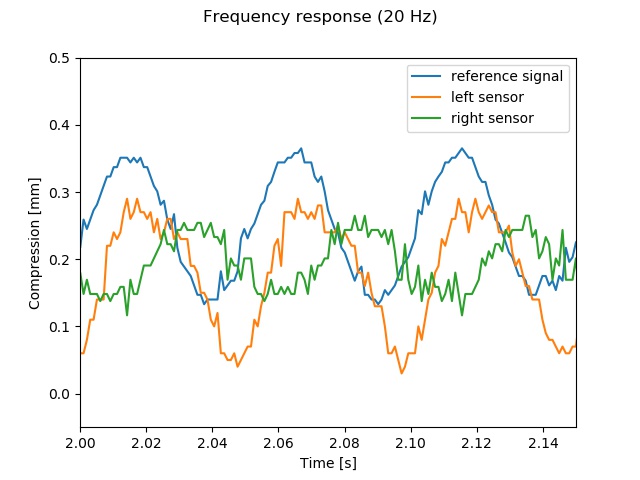 Frequency response (20 Hz)
0.5
0.4
0.3
0.2
0.1
0.0
Compression [mm]
reference signal
left sensor
right sensor
2.00 2.02 2.04 2.06 2.08 2.10 2.12 2.14
Time [s]